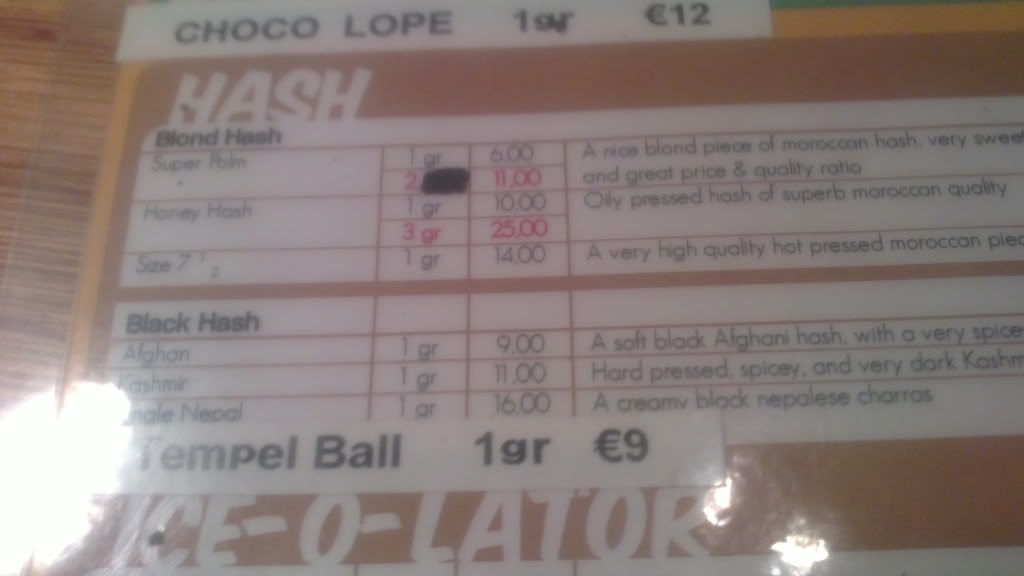 CHOCO LOPE 1gr €12
HASH
Blond Hash
Super Polm 1 gr 6,00 A nice blond piece of moroccan hash, very sweet
2, 11,00 and great price & quality ratio
Honey Hash 1 gr 10,00 Oily pressed hash of superb moroccan quality
3 gr 25,00
Size 7 1 2 1 gr 14,00 A very high quality hot pressed moroccan piec
Black Hash
Afghan 1 gr 9,00 A soft black Afghani hash, with a very spice
Kashmir 1 gr 11,00 Hard pressed, spicey, and very dark Kashm
Nepal 1 gr 16,00 A creamy black nepalese charras
Tempel Ball 1gr €9
ICE-O-LATOR